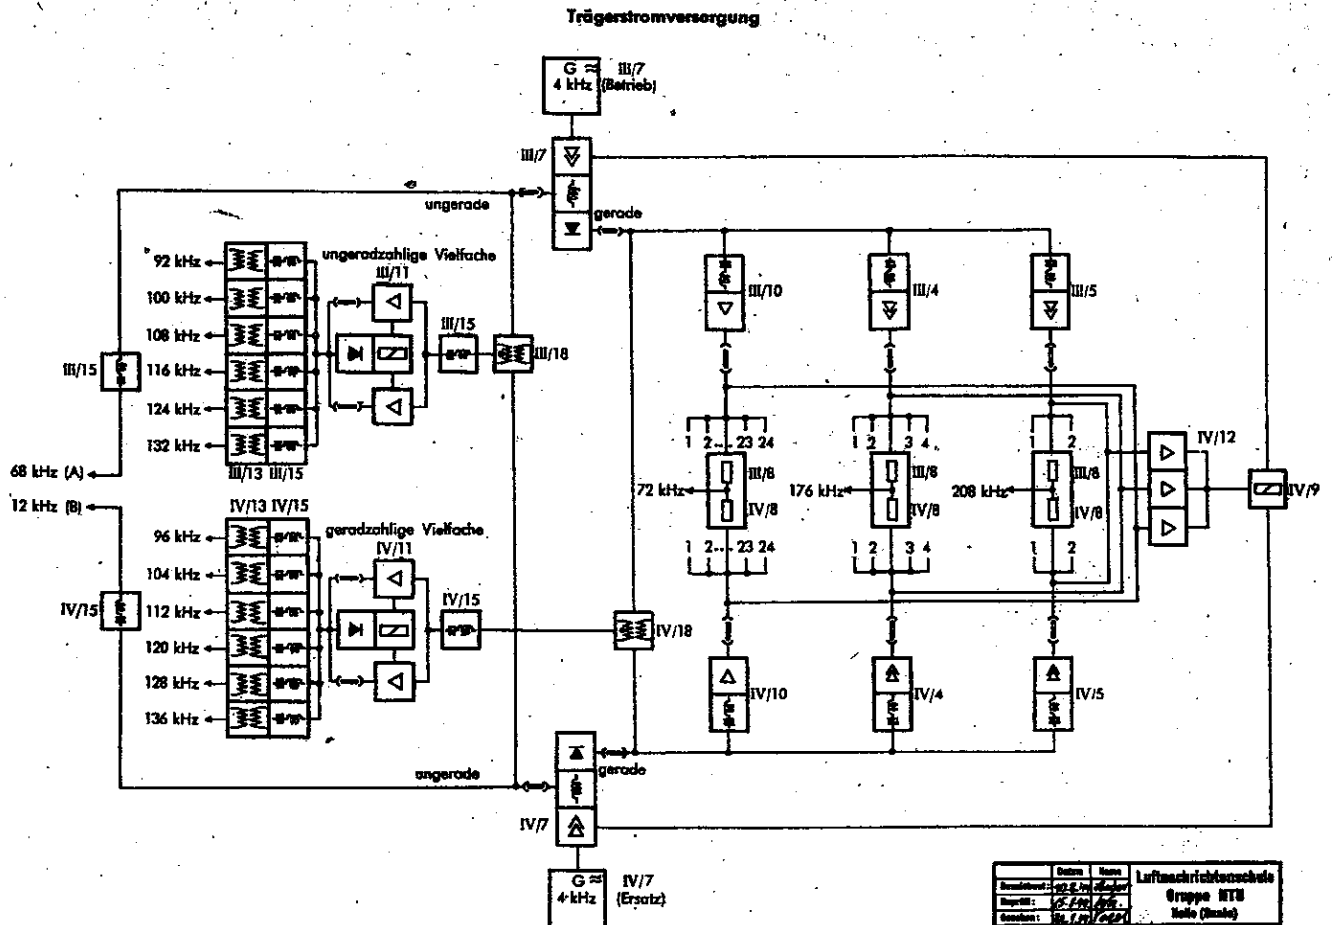 Trägerstromversorgung
G ≈ III/7
4 kHz (Betrieb)
III/7
ungerade
gerade
ungeradzahlige Vielfache
III/11
92 kHz
100 kHz
108 kHz
116 kHz
124 kHz
132 kHz
III/15
III/15
III/18
III/13 III/15
68 kHz (A)
12 kHz (B)
III/10
III/4
III/5
1 2... 23 24
1 2 3 4
1 2
72 kHz
III/8
IV/8
176 kHz
III/8
IV/8
208 kHz
III/8
IV/8
1 2... 23 24
1 2 3 4
1 2
IV/12
IV/9
IV/13 IV/15
geradzahlige Vielfache
IV/11
96 kHz
104 kHz
112 kHz
120 kHz
128 kHz
136 kHz
IV/15
IV/15
IV/18
IV/10
IV/4
IV/5
ungerade
gerade
IV/7
G ≈ IV/7
4 kHz (Ersatz)
Datum Name
Luftnachrichtenschule
Gruppe NTN
Halle (Saale)